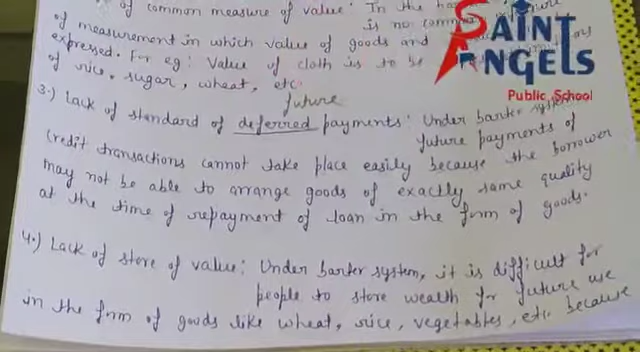 of common measure of value: In the
of measurement in which value of goods and
is no common
expressed. For eg: Value of cloth is to be
of rice, sugar, wheat, etc.
SAINT
ANGELS
Public School
future
3.) Lack of standard of deferred payments: Under barter system
future payments of
credit transactions cannot take place easily because the borrower
may not be able to arrange goods of exactly same quality
at the time of repayment of loan in the form of goods.
4.) Lack of store of value: Under barter system, it is difficult for
people to store wealth for future use
in the form of goods like wheat, rice, vegetables, etc. because